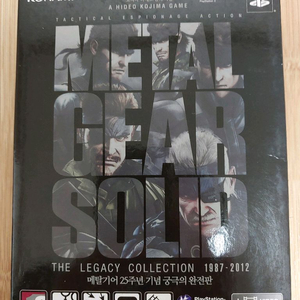 KONAMI
A HIDEO KOJIMA GAME
TACTICAL ESPIONAGE ACTION
METAL
GEAR
SOLID
THE LEGACY COLLECTION 1987-2012
메탈기어 25주년 기념 궁극의 완전판